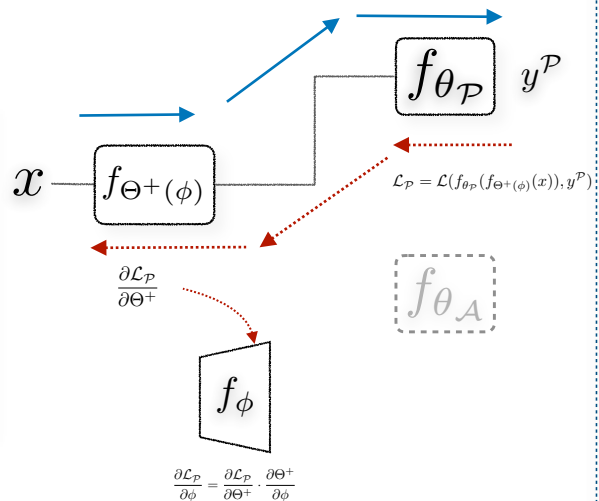 f_{θ_𝒫}
y^𝒫
x
f_{Θ⁺(ϕ)}
ℒ_𝒫 = ℒ(f_{θ_𝒫}(f_{Θ⁺(ϕ)}(x)), y^𝒫)
∂ℒ_𝒫/∂Θ⁺
f_{θ_𝒜}
f_ϕ
∂ℒ_𝒫/∂ϕ = ∂ℒ_𝒫/∂Θ⁺ · ∂Θ⁺/∂ϕ